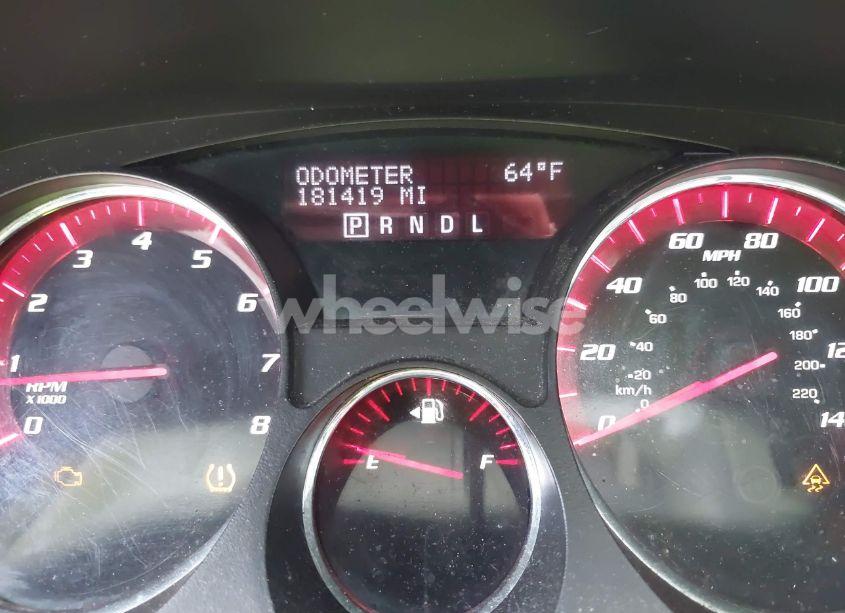 ODOMETER 64°F
181419 MI
P R N D L
wheelwise
0 1 2 3 4 5 6 7 8
RPM
X1000
E F
0 20 40 60 80 100
MPH
0 20 40 60 80 100 120 140 160 180 200 220
km/h